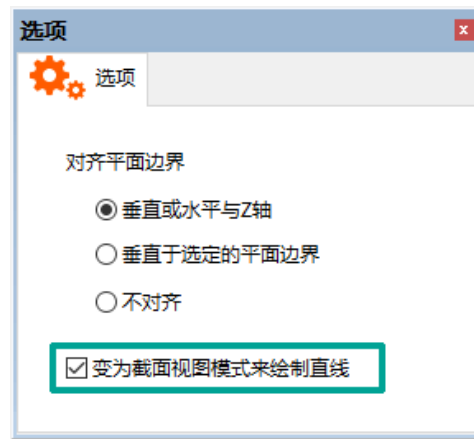 选项
选项
对齐平面边界
垂直或水平与Z轴
垂直于选定的平面边界
不对齐
变为截面视图模式来绘制直线